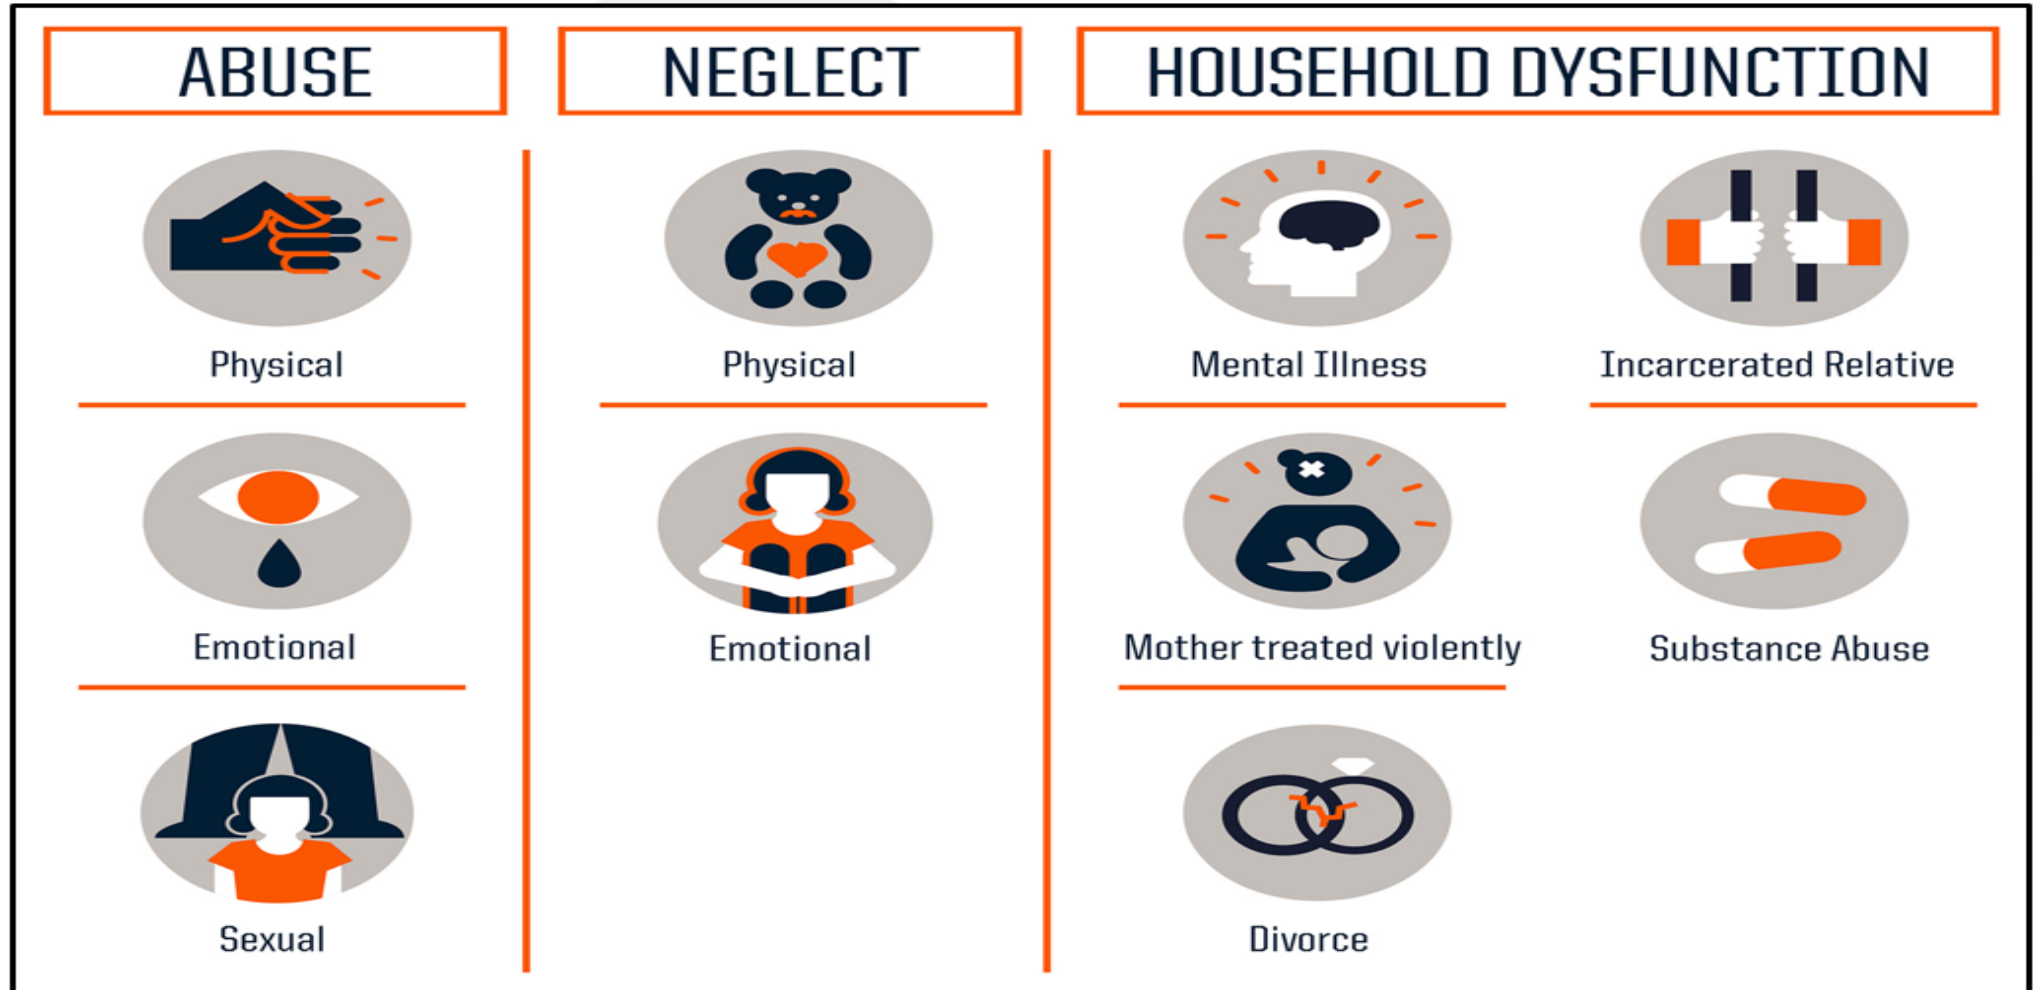 ABUSE
Physical
Emotional
Sexual
NEGLECT
Physical
Emotional
HOUSEHOLD DYSFUNCTION
Mental Illness
Incarcerated Relative
Mother treated violently
Substance Abuse
Divorce